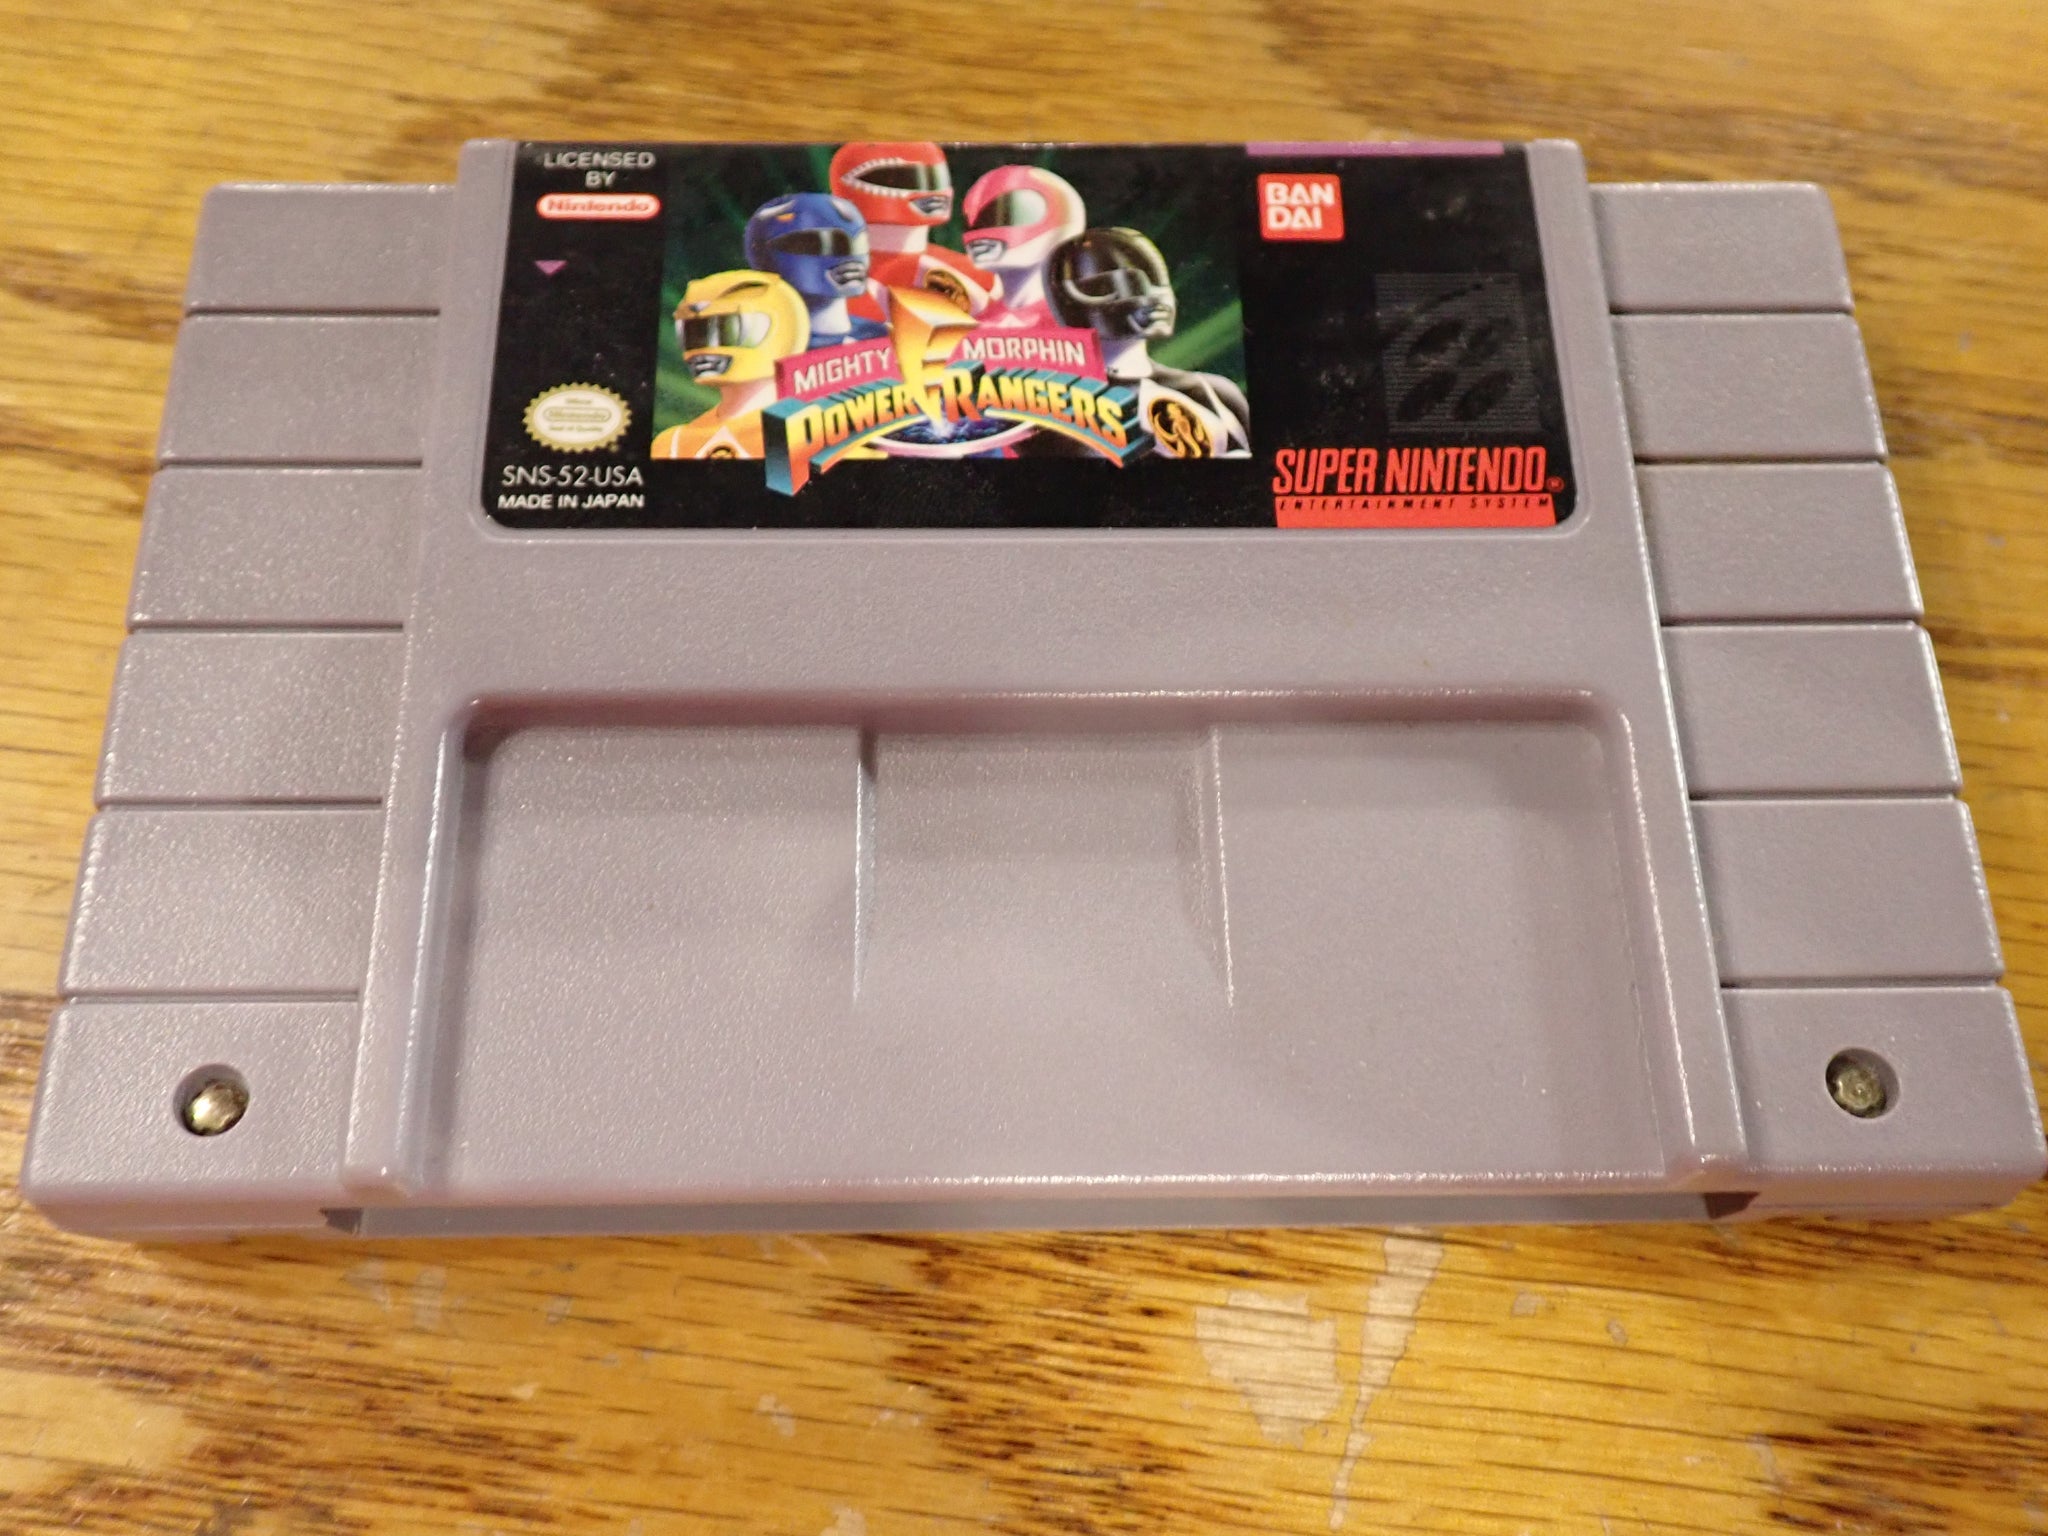 LICENSED
BY
Nintendo
BAN
DAI
MIGHTY MORPHIN
POWER RANGERS
Nintendo
SNS-52-USA
MADE IN JAPAN
SUPER NINTENDO®
ENTERTAINMENT SYSTEM